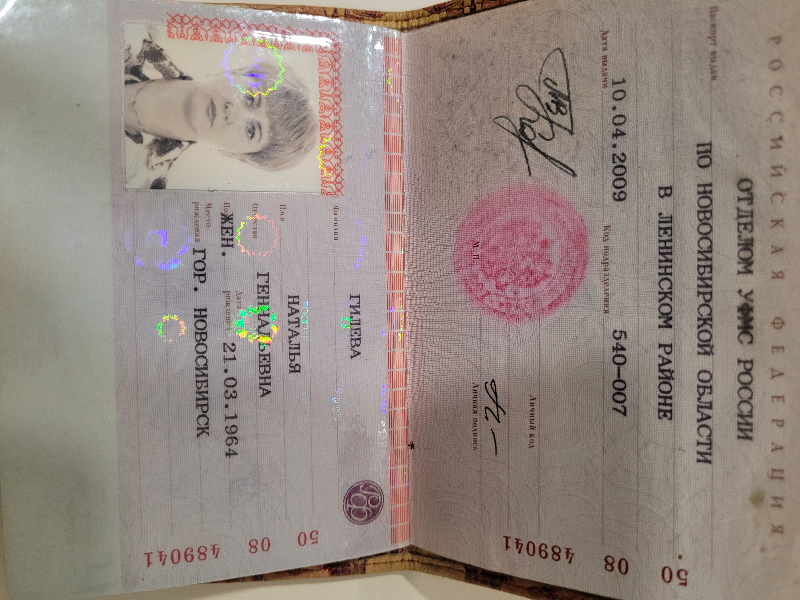 РОССИЙСКАЯ ФЕДЕРАЦИЯ
Паспорт выдан
ОТДЕЛОМ УФМС РОССИИ
ПО НОВОСИБИРСКОЙ ОБЛАСТИ
В ЛЕНИНСКОМ РАЙОНЕ
Дата выдачи 10.04.2009 Код подразделения 540-007
М.П.
Личный код
Личная подпись
50 08 489041
Фамилия ГИЛЕВА
Имя НАТАЛЬЯ
Отчество ГЕННАДЬЕВНА
ЖЕН. Дата рождения 21.03.1964
Место рождения ГОР. НОВОСИБИРСК
50 08 489041